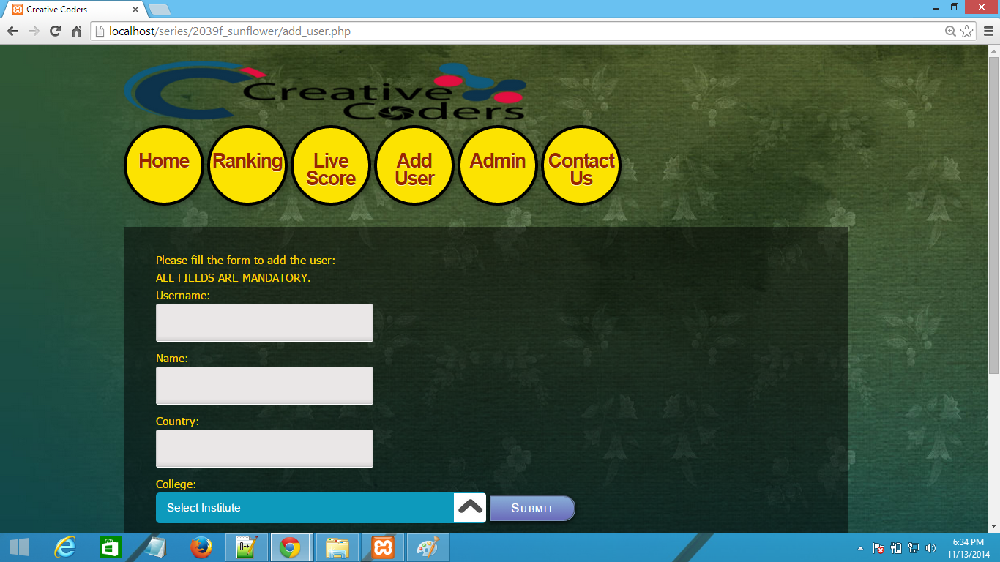 Creative Coders
localhost/series/2039f_sunflower/add_user.php
Creative
Coders
Home
Ranking
Live
Score
Add
User
Admin
Contact
Us
Please fill the form to add the user:
ALL FIELDS ARE MANDATORY.
Username:
Name:
Country:
College:
Select Institute
Submit
6:34 PM
11/13/2014